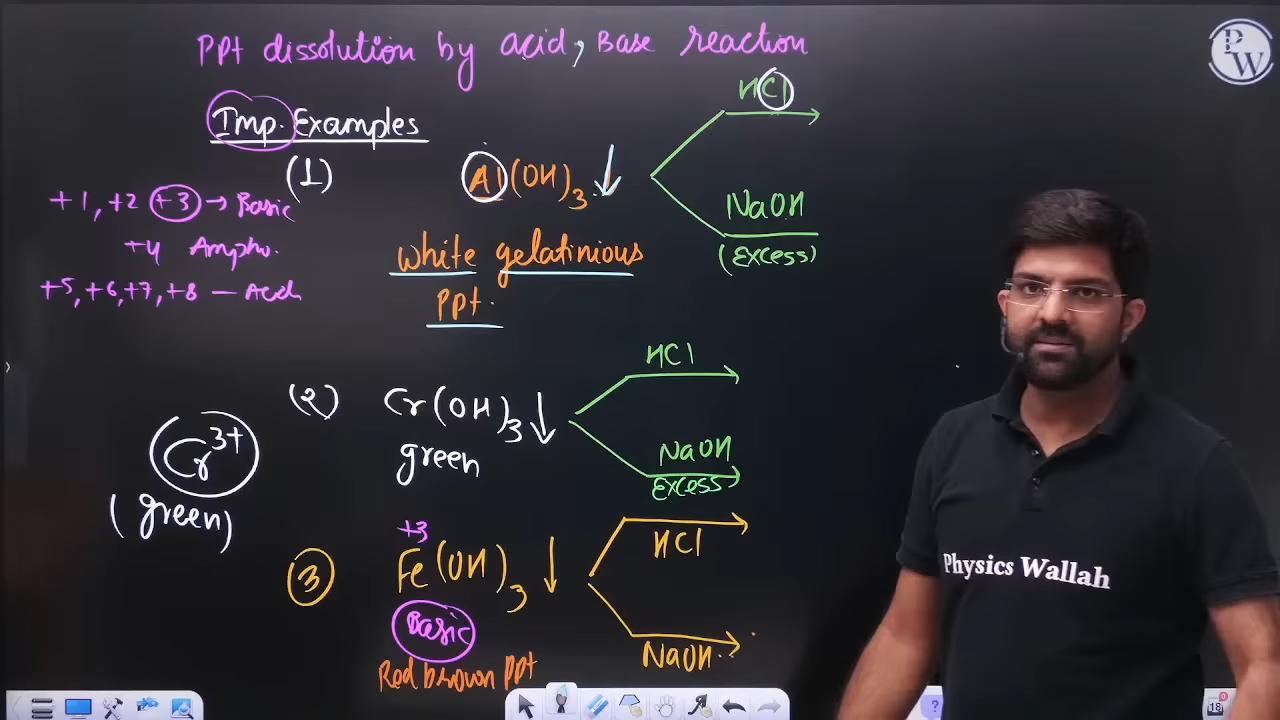 PPt dissolution by acid, Base reaction
Imp. Examples
(1)
Al(OH)3 ↓
HCl
NaOH
(Excess)
+1, +2 +3 → Basic
+4 Ampho.
+5, +6, +7, +8 — Acid
white gelatinious
PPt.
(2)
Cr(OH)3 ↓
green
HCl
NaOH
Excess
Cr3+
(green)
3
+3
Fe(OH)3 ↓
Basic
Red brown PPt
HCl
NaOH
PW
Physics Wallah
18